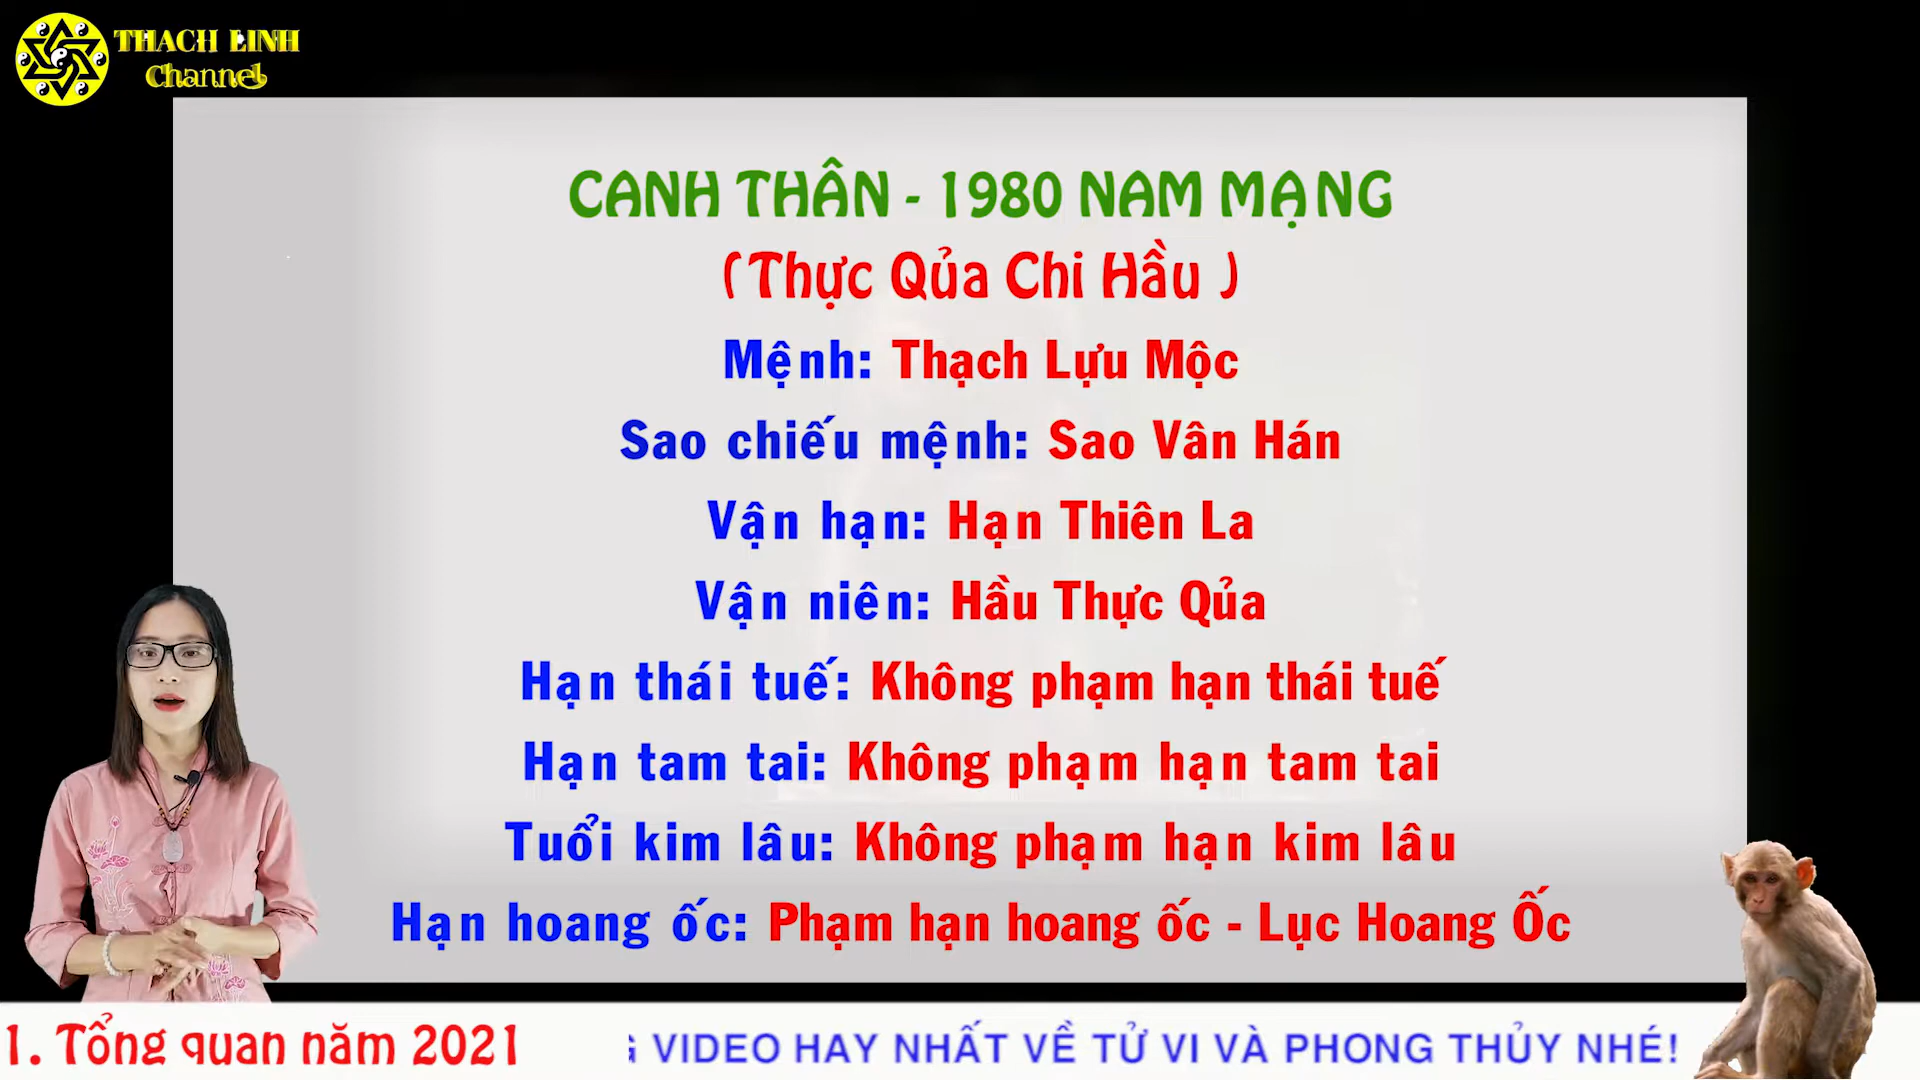 THẠCH LINH
Channel
CANH THÂN - 1980 NAM MẠNG
(Thực Qủa Chi Hầu )
Mệnh: Thạch Lựu Mộc
Sao chiếu mệnh: Sao Vân Hán
Vận hạn: Hạn Thiên La
Vận niên: Hầu Thực Qủa
Hạn thái tuế: Không phạm hạn thái tuế
Hạn tam tai: Không phạm hạn tam tai
Tuổi kim lâu: Không phạm hạn kim lâu
Hạn hoang ốc: Phạm hạn hoang ốc - Lục Hoang Ốc
1. Tổng quan năm 2021
VIDEO HAY NHẤT VỀ TỬ VI VÀ PHONG THỦY NHÉ!